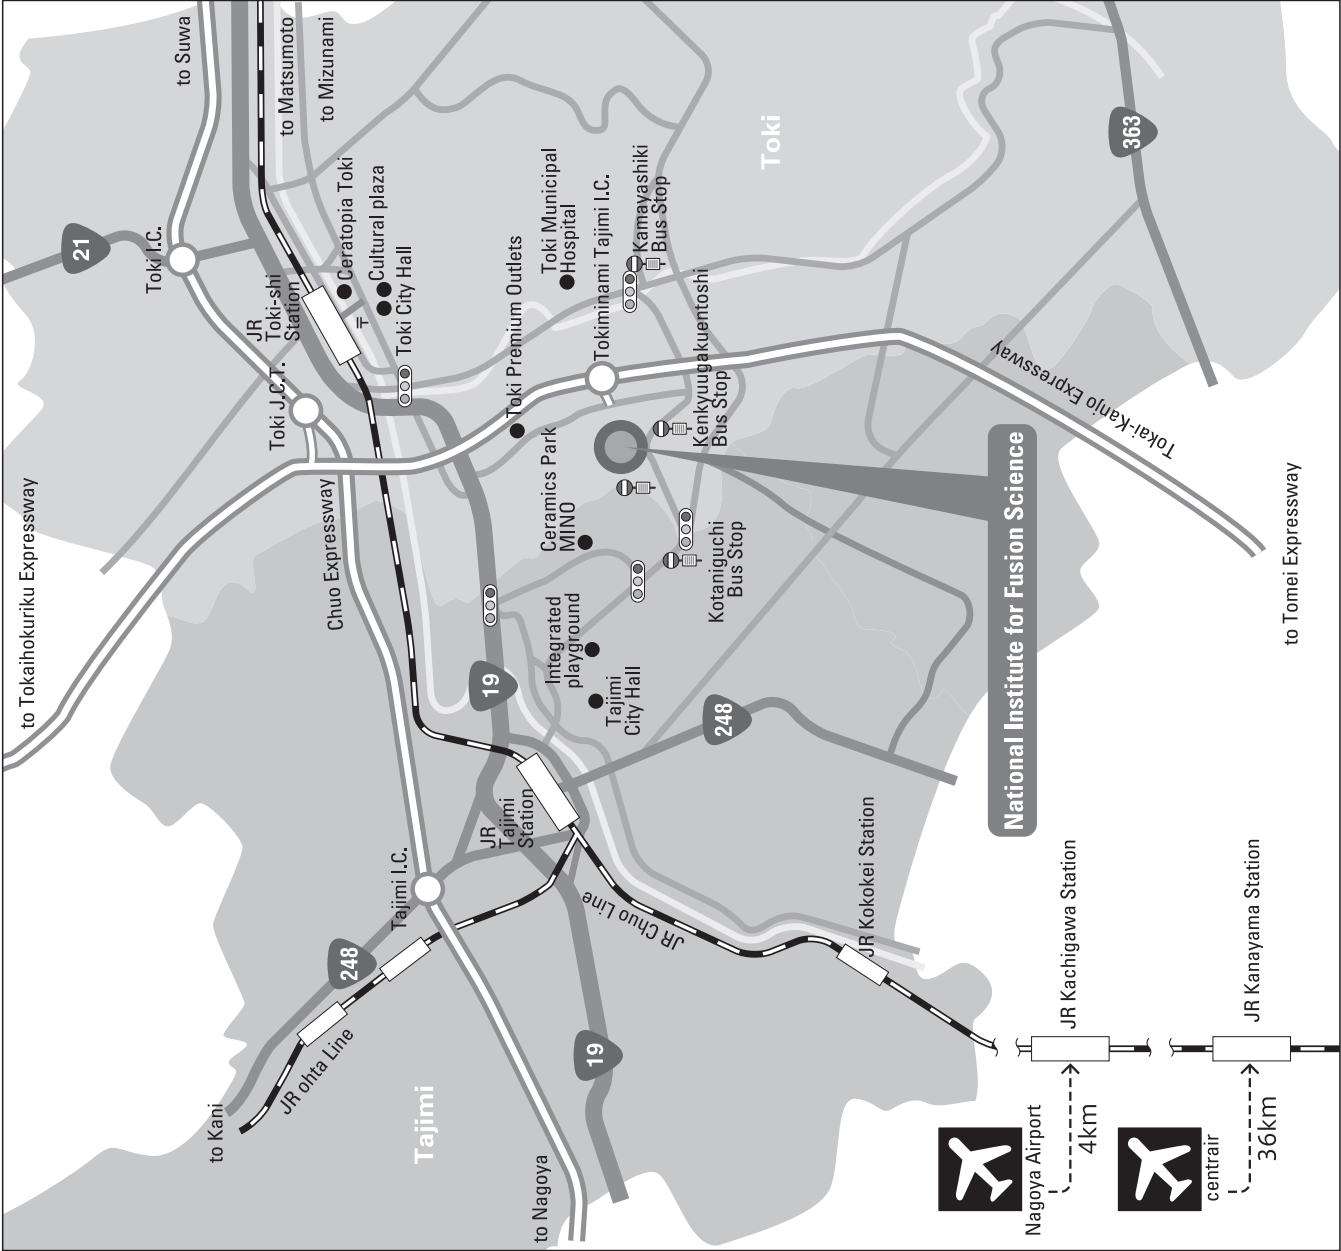 to Suwa
to Matsumoto
to Mizunami
21
Toki I.C.
JR
Toki-shi
Station
Ceratopia Toki
Cultural plaza
Toki City Hall
〒
Toki J.C.T.
Toki Premium Outlets
Toki Municipal
Hospital
Tokiminami Tajimi I.C.
Kamayashiki
Bus Stop
Toki
363
Kenkyuugakuentoshi
Bus Stop
Tokai-Kanjo Expressway
to Tomei Expressway
to Tokaihokuriku Expressway
Chuo Expressway
Ceramics Park
MINO
Kotaniguchi
Bus Stop
National Institute for Fusion Science
19
Integrated
playground
Tajimi
City Hall
248
JR
Tajimi
Station
Tajimi I.C.
248
JR Chuo Line
JR Kokokei Station
JR ohta Line
to Kani
Tajimi
19
to Nagoya
JR Kachigawa Station
JR Kanayama Station
Nagoya Airport
4km
centrair
36km